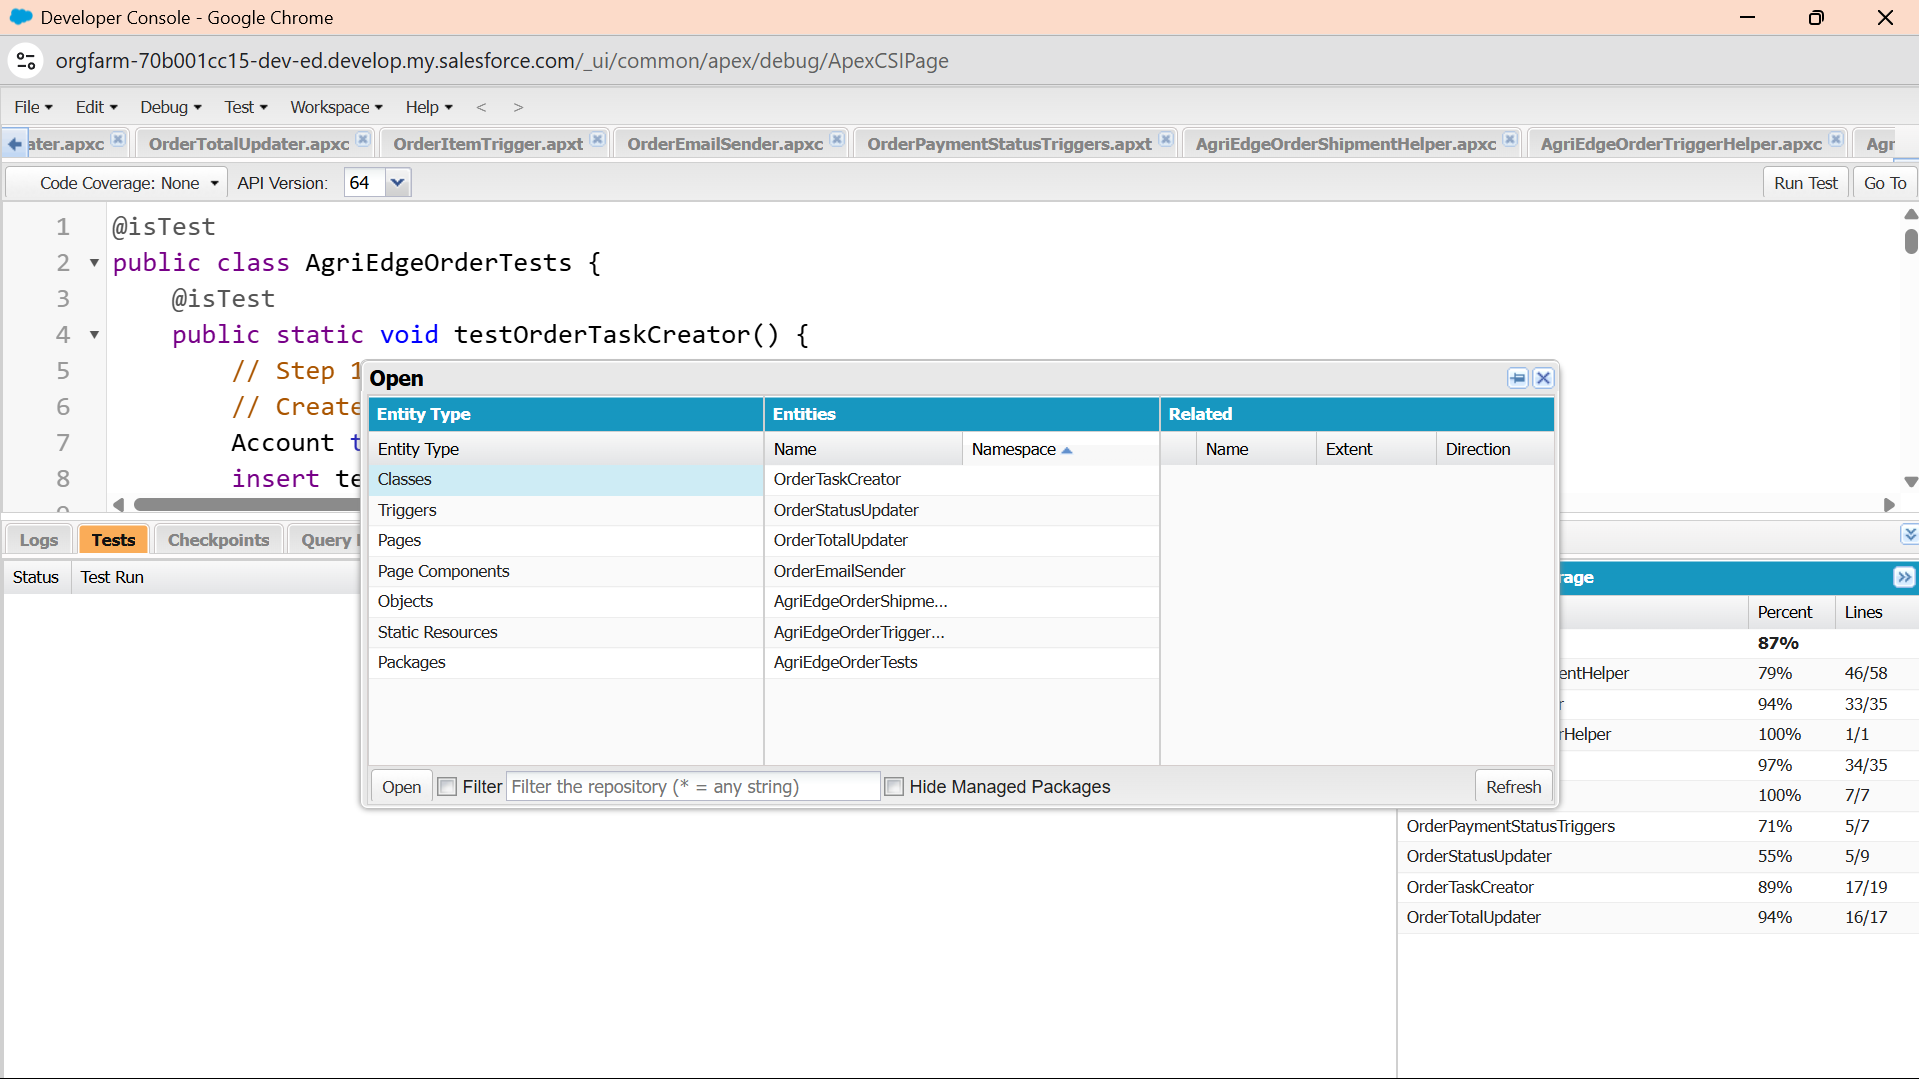 Developer Console - Google Chrome
orgfarm-70b001cc15-dev-ed.develop.my.salesforce.com/_ui/common/apex/debug/ApexCSIPage
File Edit Debug Test Workspace Help < >
ater.apxc OrderTotalUpdater.apxc OrderItemTrigger.apxt OrderEmailSender.apxc OrderPaymentStatusTriggers.apxt AgriEdgeOrderShipmentHelper.apxc AgriEdgeOrderTriggerHelper.apxc Agr
Code Coverage: None API Version: 64 Run Test Go To
1 @isTest
2 public class AgriEdgeOrderTests {
3 @isTest
4 public static void testOrderTaskCreator() {
5 // Step 1
6 // Create
7 Account t
8 insert te
Open
Entity Type Entities Related
Entity Type Name Namespace Name Extent Direction
Classes OrderTaskCreator
Triggers OrderStatusUpdater
Pages OrderTotalUpdater
Page Components OrderEmailSender
Objects AgriEdgeOrderShipme...
Static Resources AgriEdgeOrderTrigger...
Packages AgriEdgeOrderTests
Open Filter Filter the repository (* = any string) Hide Managed Packages Refresh
Logs Tests Checkpoints Query
Status Test Run
rage
Percent Lines
87%
entHelper 79% 46/58
r 94% 33/35
rHelper 100% 1/1
97% 34/35
100% 7/7
OrderPaymentStatusTriggers 71% 5/7
OrderStatusUpdater 55% 5/9
OrderTaskCreator 89% 17/19
OrderTotalUpdater 94% 16/17